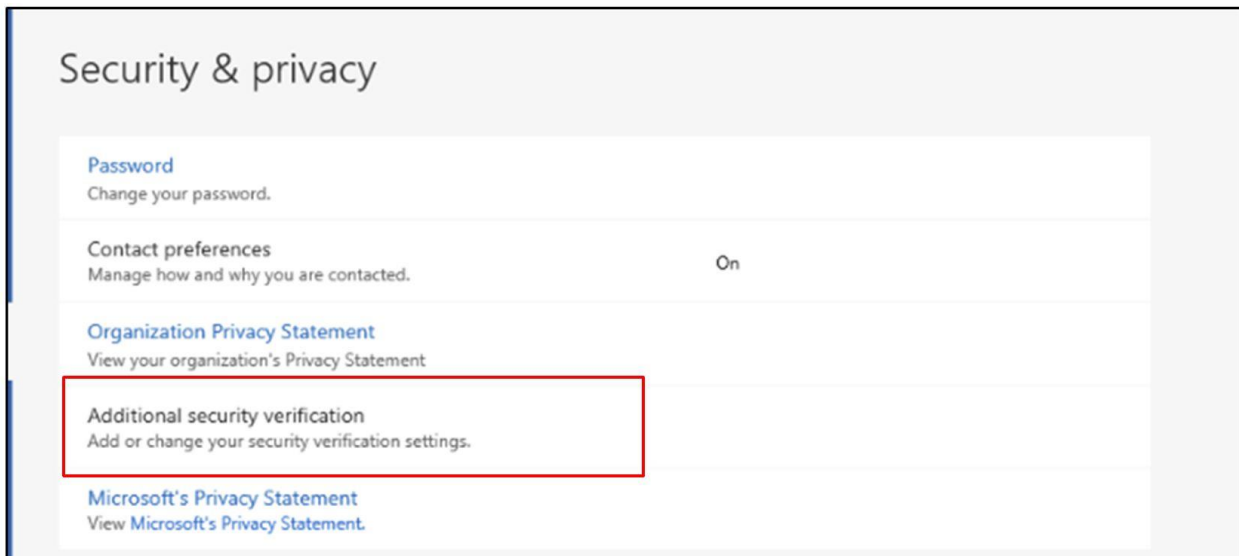 Security & privacy
Password
Change your password.
Contact preferences
Manage how and why you are contacted.
On
Organization Privacy Statement
View your organization's Privacy Statement
Additional security verification
Add or change your security verification settings.
Microsoft's Privacy Statement
View Microsoft's Privacy Statement.